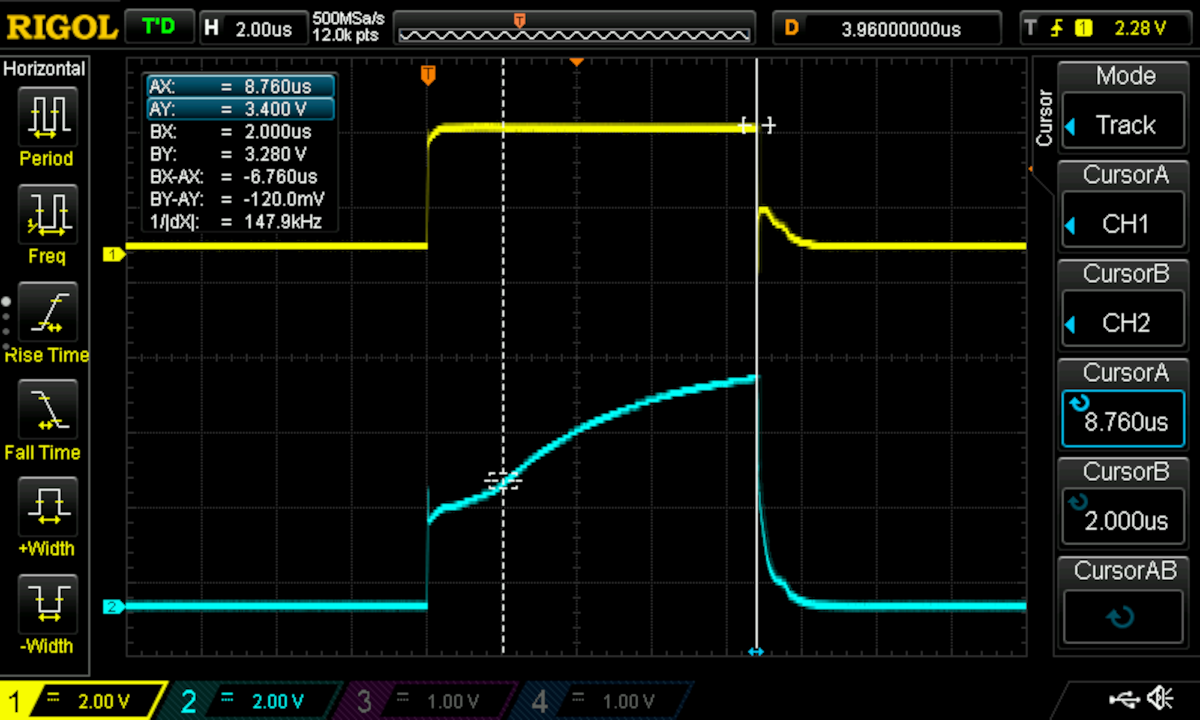 RIGOL T'D H 2.00us 500MSa/s 12.0k pts T D 3.96000000us T 1 2.28 V
Horizontal
Period
Freq
Rise Time
Fall Time
+Width
-Width
T
AX: = 8.760us
AY: = 3.400 V
BX: = 2.000us
BY: = 3.280 V
BX-AX: = -6.760us
BY-AY: = -120.0mV
1/|dX|: = 147.9kHz
1
2
Cursor
Mode
Track
CursorA
CH1
CursorB
CH2
CursorA
8.760us
CursorB
2.000us
CursorAB
1 = 2.00 V 2 = 2.00 V 3 = 1.00 V 4 = 1.00 V